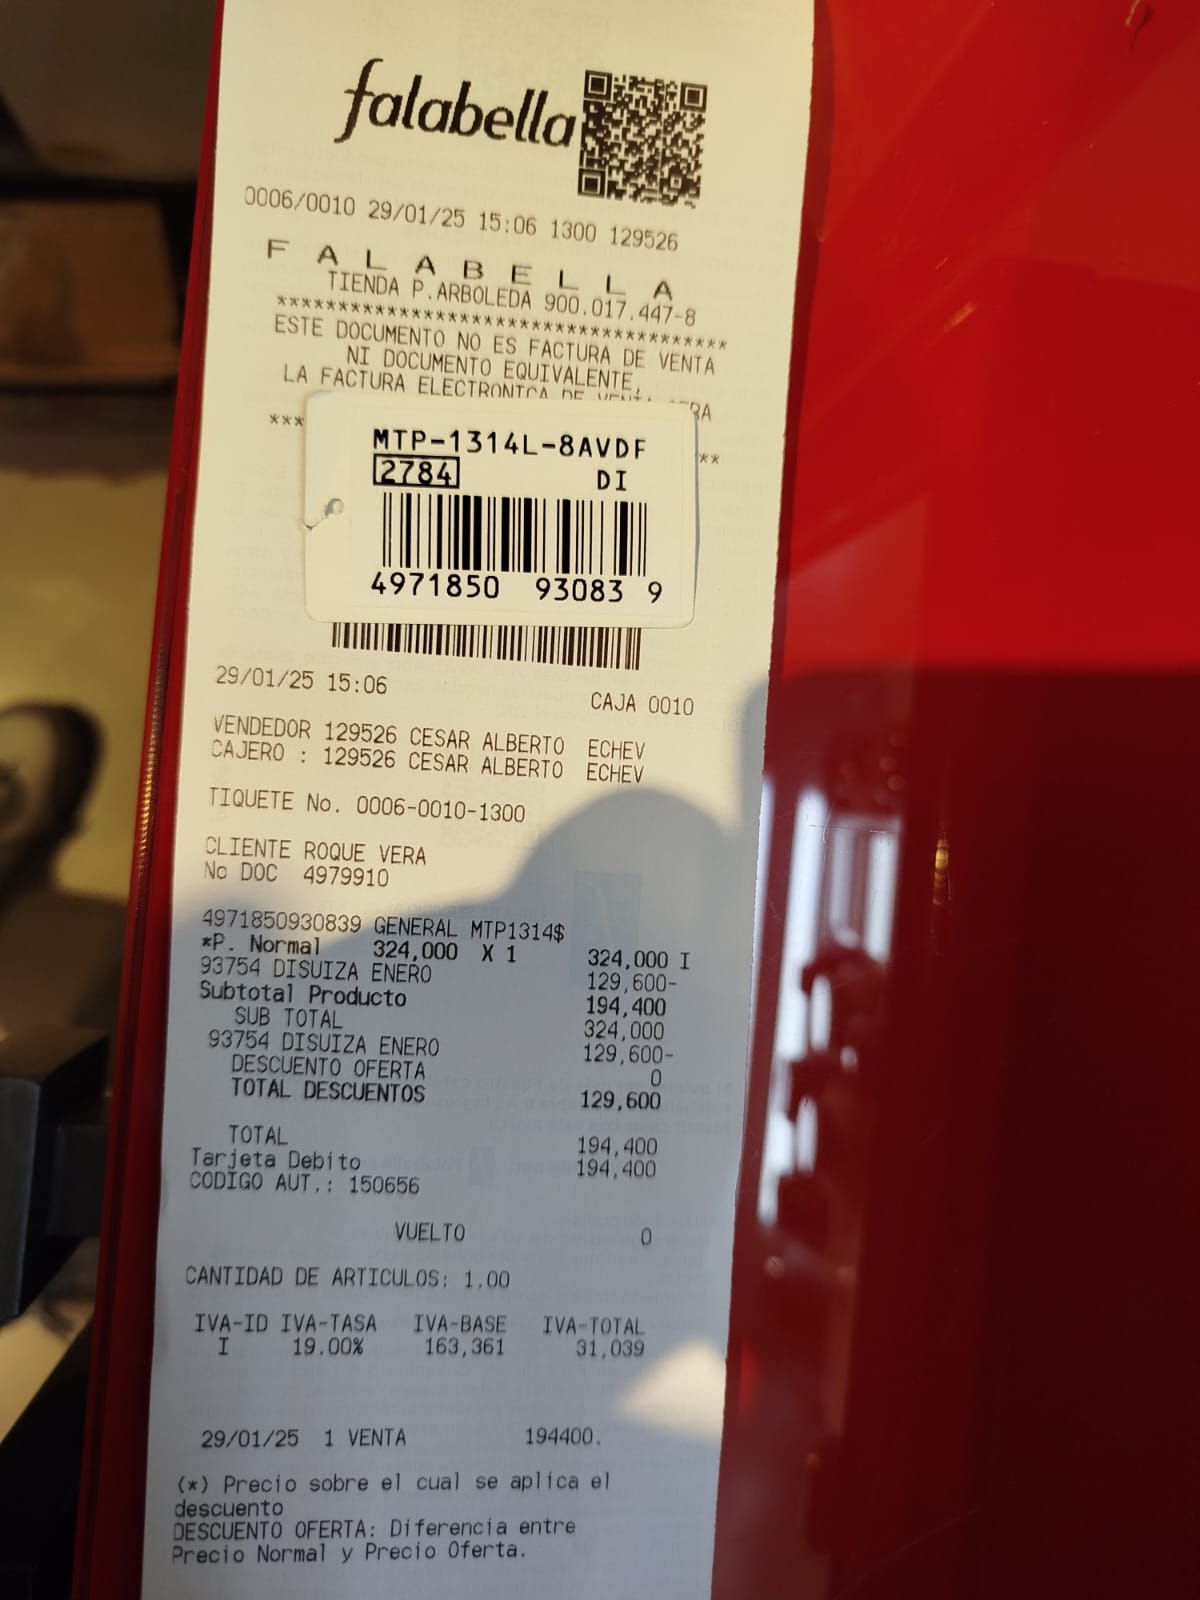 falabella
0006/0010 29/01/25 15:06 1300 129526
F A L A B E L L A
TIENDA P.ARBOLEDA 900.017.447-8
***************************************
ESTE DOCUMENTO NO ES FACTURA DE VENTA
NI DOCUMENTO EQUIVALENTE,
LA FACTURA ELECTRONICA DE VENTA
MTP-1314L-8AVDF
2784 DI
4971850 93083 9
29/01/25 15:06 CAJA 0010
VENDEDOR 129526 CESAR ALBERTO ECHEV
CAJERO : 129526 CESAR ALBERTO ECHEV
TIQUETE No. 0006-0010-1300
CLIENTE ROQUE VERA
No DOC 4979910
4971850930839 GENERAL MTP1314$
*P. Normal 324,000 X 1 324,000 I
93754 DISUIZA ENERO 129,600-
Subtotal Producto 194,400
SUB TOTAL 324,000
93754 DISUIZA ENERO 129,600-
DESCUENTO OFERTA 0
TOTAL DESCUENTOS 129,600
TOTAL 194,400
Tarjeta Debito 194,400
CODIGO AUT.: 150656
VUELTO 0
CANTIDAD DE ARTICULOS: 1.00
IVA-ID IVA-TASA IVA-BASE IVA-TOTAL
I 19.00% 163,361 31,039
29/01/25 1 VENTA 194400.
(*) Precio sobre el cual se aplica el
descuento
DESCUENTO OFERTA: Diferencia entre
Precio Normal y Precio Oferta.